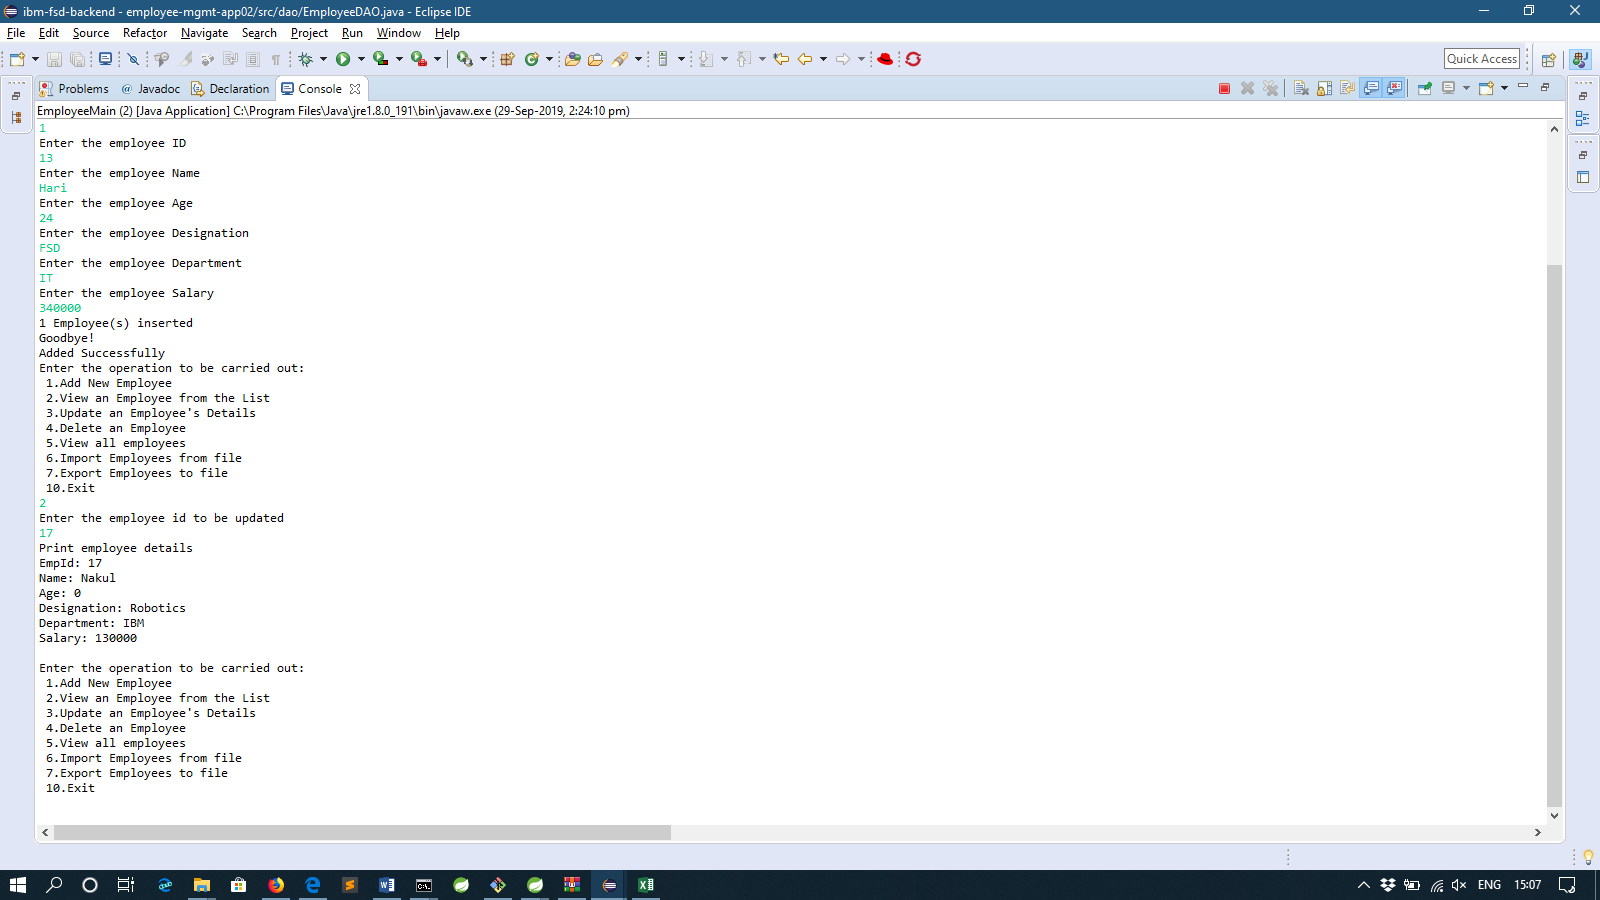 ibm-fsd-backend - employee-mgmt-app02/src/dao/EmployeeDAO.java - Eclipse IDE
File Edit Source Refactor Navigate Search Project Run Window Help
Quick Access
Problems @ Javadoc Declaration Console
EmployeeMain (2) [Java Application] C:\Program Files\Java\jre1.8.0_191\bin\javaw.exe (29-Sep-2019, 2:24:10 pm)
1
Enter the employee ID
13
Enter the employee Name
Hari
Enter the employee Age
24
Enter the employee Designation
FSD
Enter the employee Department
IT
Enter the employee Salary
340000
1 Employee(s) inserted
Goodbye!
Added Successfully
Enter the operation to be carried out:
1.Add New Employee
2.View an Employee from the List
3.Update an Employee's Details
4.Delete an Employee
5.View all employees
6.Import Employees from file
7.Export Employees to file
10.Exit
2
Enter the employee id to be updated
17
Print employee details
EmpId: 17
Name: Nakul
Age: 0
Designation: Robotics
Department: IBM
Salary: 130000
Enter the operation to be carried out:
1.Add New Employee
2.View an Employee from the List
3.Update an Employee's Details
4.Delete an Employee
5.View all employees
6.Import Employees from file
7.Export Employees to file
10.Exit
ENG 15:07